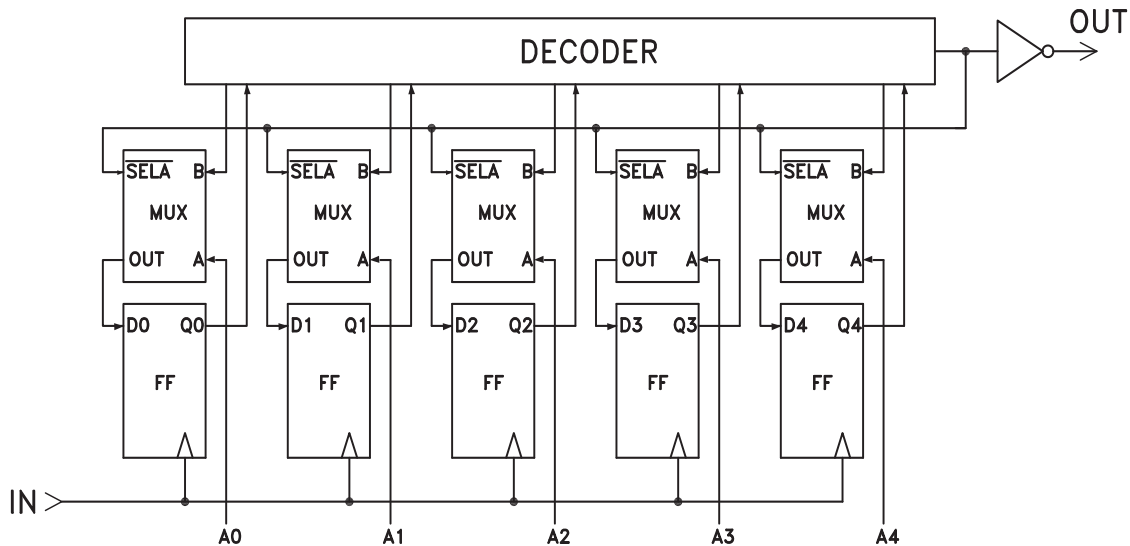 OUT
DECODER
SELA B SELA B SELA B SELA B SELA B
MUX MUX MUX MUX MUX
OUT A OUT A OUT A OUT A OUT A
D0 Q0 D1 Q1 D2 Q2 D3 Q3 D4 Q4
FF FF FF FF FF
IN
A0 A1 A2 A3 A4